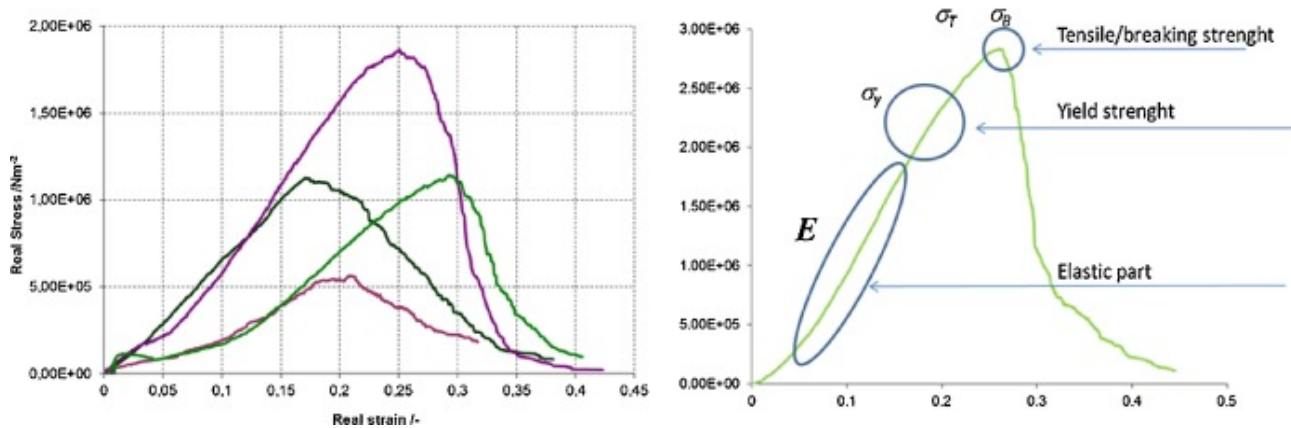 2.00E+06
1.50E+06
1.00E+06
5.00E+05
0.00E+00
0 0,05 0,1 0,15 0,2 0,25 0,3 0,35 0,4 0,45
Real Stress /Nm-2
Real strain /-
3.00E+06
2.50E+06
3.00E+06
2.00E+06
1.50E+06
1.00E+06
5.00E+05
0.00E+00
0 0.1 0.2 0.3 0.4 0.5
σT σB
Tensile/breaking strenght
σy
Yield strenght
E
Elastic part